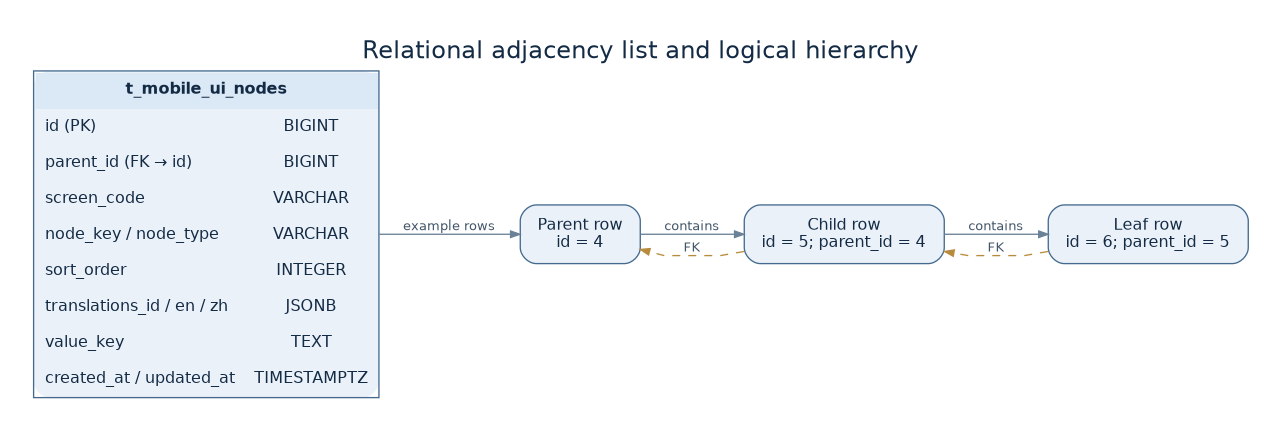 Relational adjacency list and logical hierarchy
t_mobile_ui_nodes
id (PK) BIGINT
parent_id (FK → id) BIGINT
screen_code VARCHAR
node_key / node_type VARCHAR
sort_order INTEGER
translations_id / en / zh JSONB
value_key TEXT
created_at / updated_at TIMESTAMPTZ
example rows
Parent row
id = 4
contains
FK
Child row
id = 5; parent_id = 4
contains
FK
Leaf row
id = 6; parent_id = 5